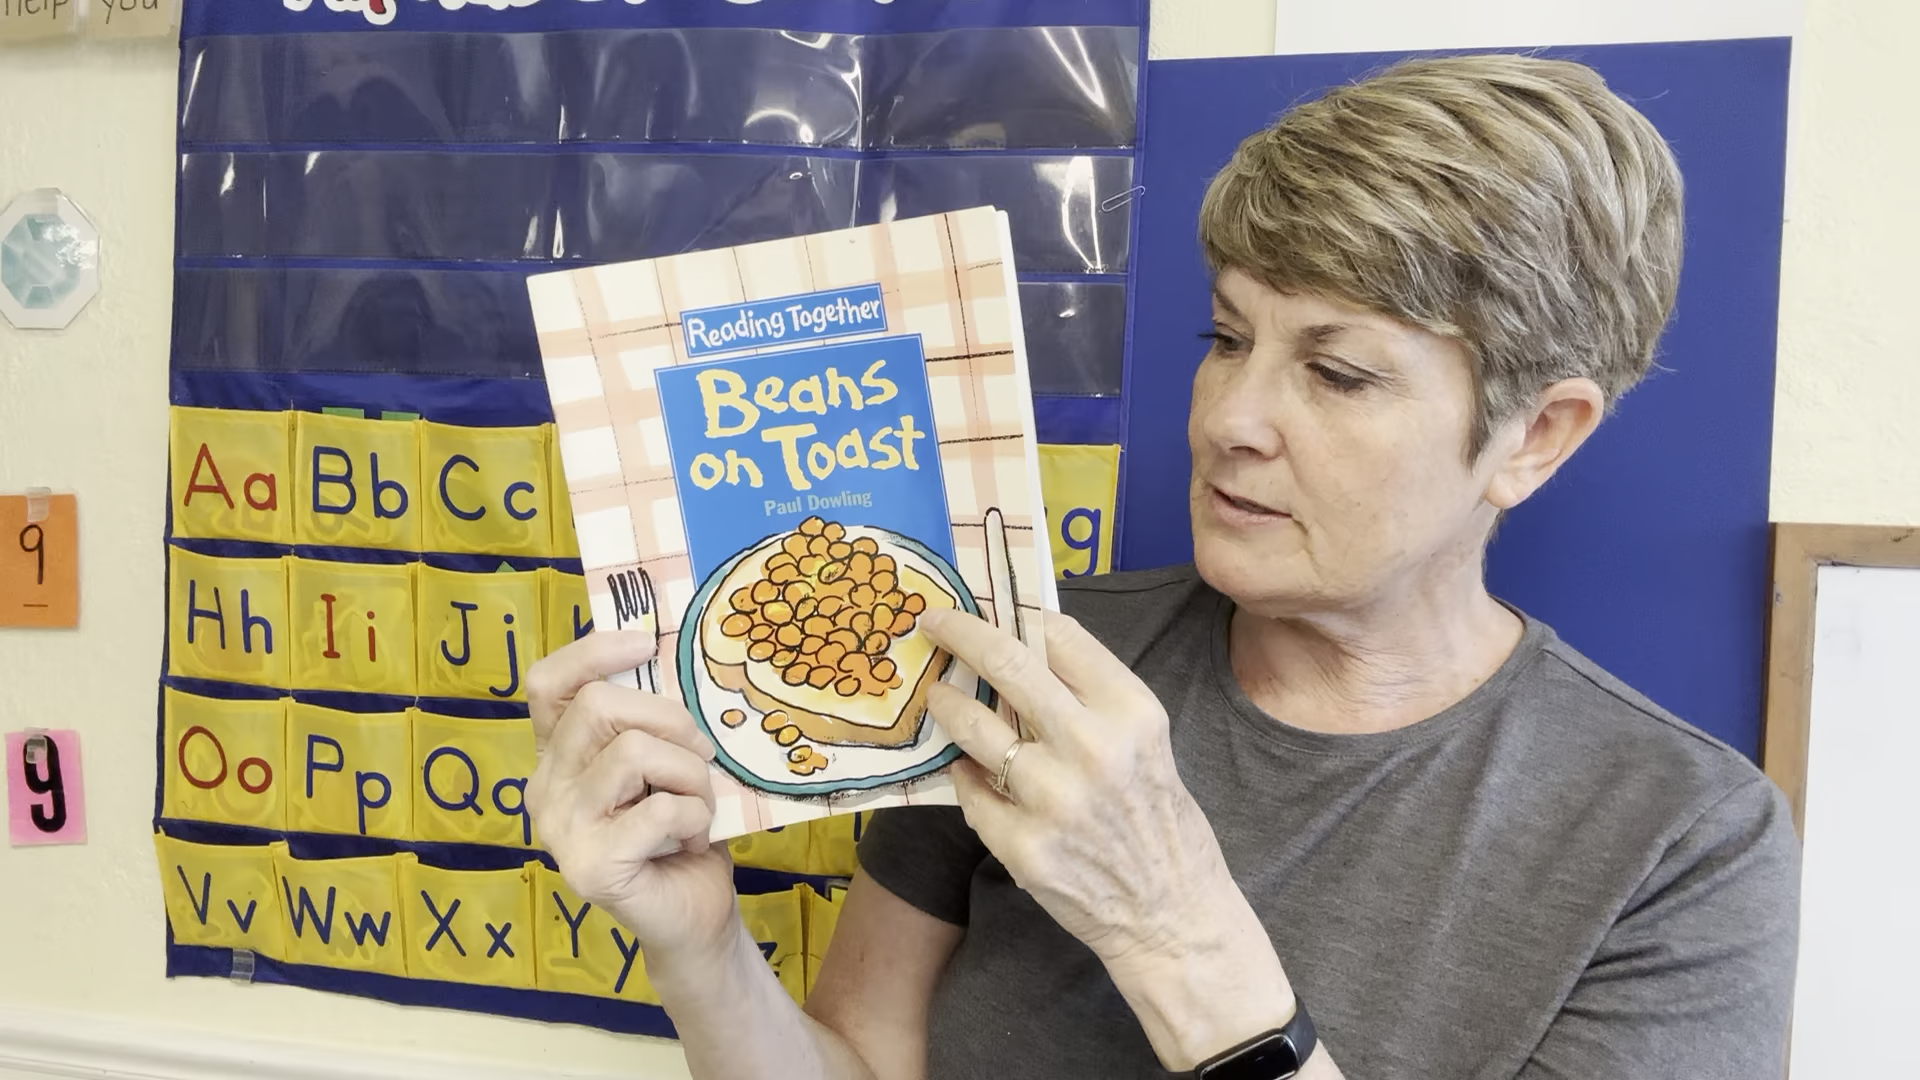 help you
Reading Together
Beans
on Toast
Paul Dowling
Aa Bb Cc g
Hh Ii Jj
Oo Pp Qq
Vv Ww Xx Yy z
9
9